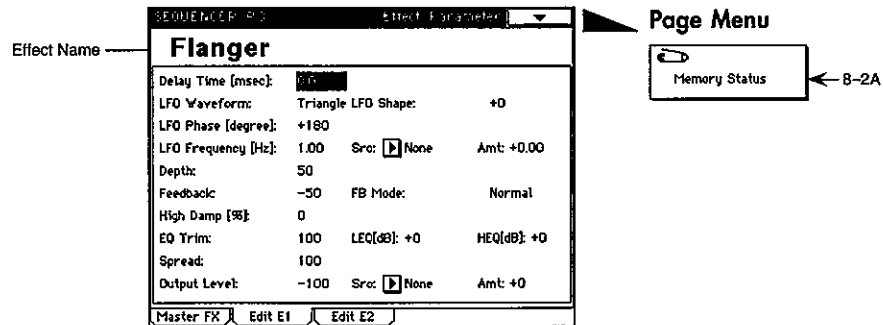 SEQUENCER P9 Effect Parameter
Page Menu
Effect Name
Flanger
Memory Status
8-2A
Delay Time [msec]:
LFO Waveform: Triangle LFO Shape: +0
LFO Phase [degree]: +180
LFO Frequency [Hz]: 1.00 Src: None Amt: +0.00
Depth: 50
Feedback: -50 FB Mode: Normal
High Damp [%]: 0
EQ Trim: 100 LEQ[dB]: +0 HEQ[dB]: +0
Spread: 100
Output Level: -100 Src: None Amt: +0
Master FX Edit E1 Edit E2